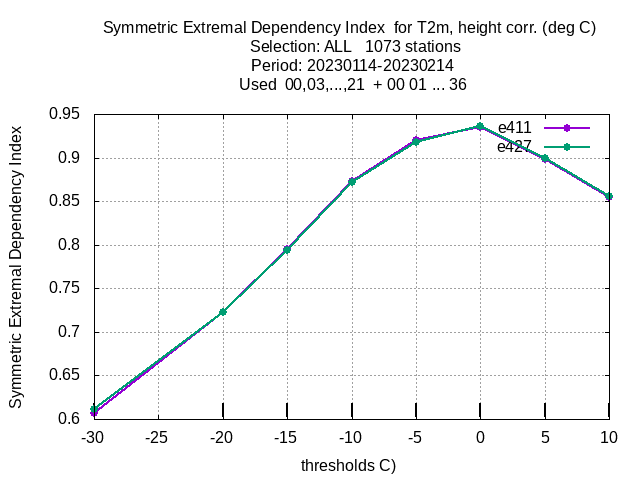 Symmetric Extremal Dependency Index  for T2m, height corr. (deg C)
Selection: ALL   1073 stations
Period: 20230114-20230214
Used  00,03,...,21  + 00 01 ... 36
Symmetric Extremal Dependency Index
0.95
0.9
0.85
0.8
0.75
0.7
0.65
0.6
e411
e427
-30 -25 -20 -15 -10 -5 0 5 10
thresholds C)